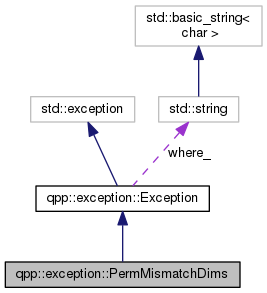 std::basic_string<
char >
std::exception
std::string
where_
qpp::exception::Exception
qpp::exception::PermMismatchDims